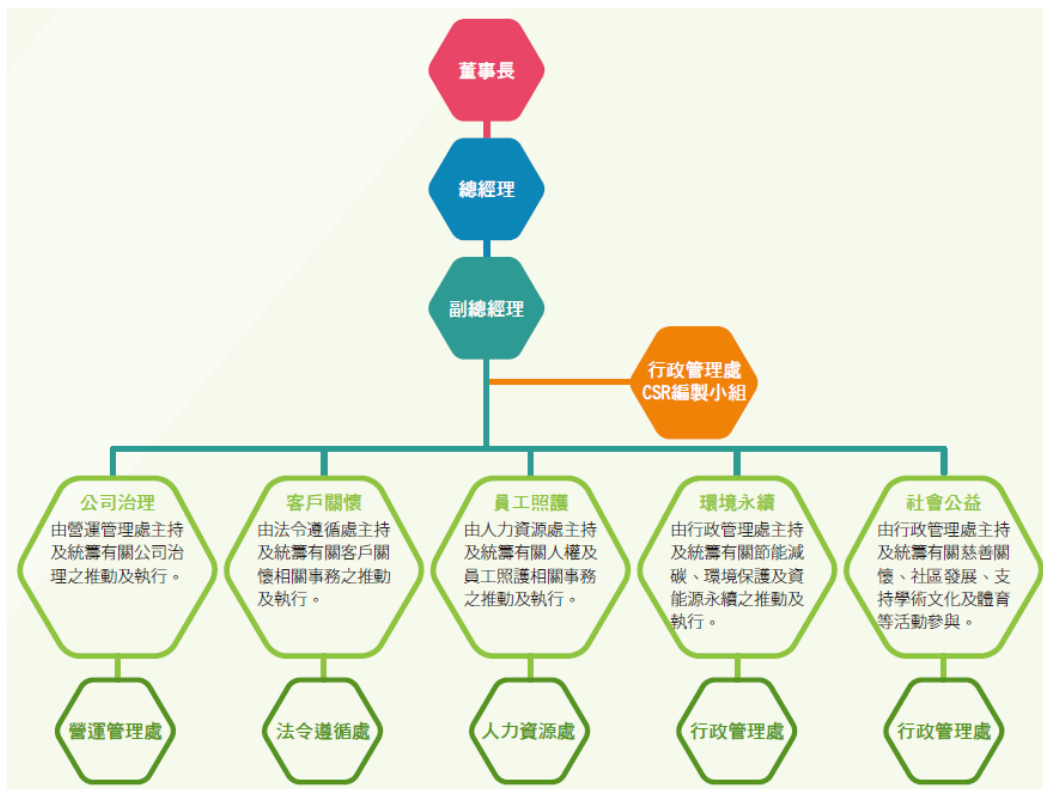 董事長
總經理
副總經理
行政管理處
CSR編製小組
公司治理
由營運管理處主持
及統籌有關公司治
理之推動及執行。
客戶關懷
由法令遵循處主持
及統籌有關客戶關
懷相關事務之推動
及執行。
員工照護
由人力資源處主持
及統籌有關人權及
員工照護相關事務
之推動及執行。
環境永續
由行政管理處主持
及統籌有關節能減
碳、環境保護及資
能源永續之推動及
執行。
社會公益
由行政管理處主持
及統籌有關慈善關
懷、社區發展、支
持學術文化及體育
等活動參與。
營運管理處
法令遵循處
人力資源處
行政管理處
行政管理處